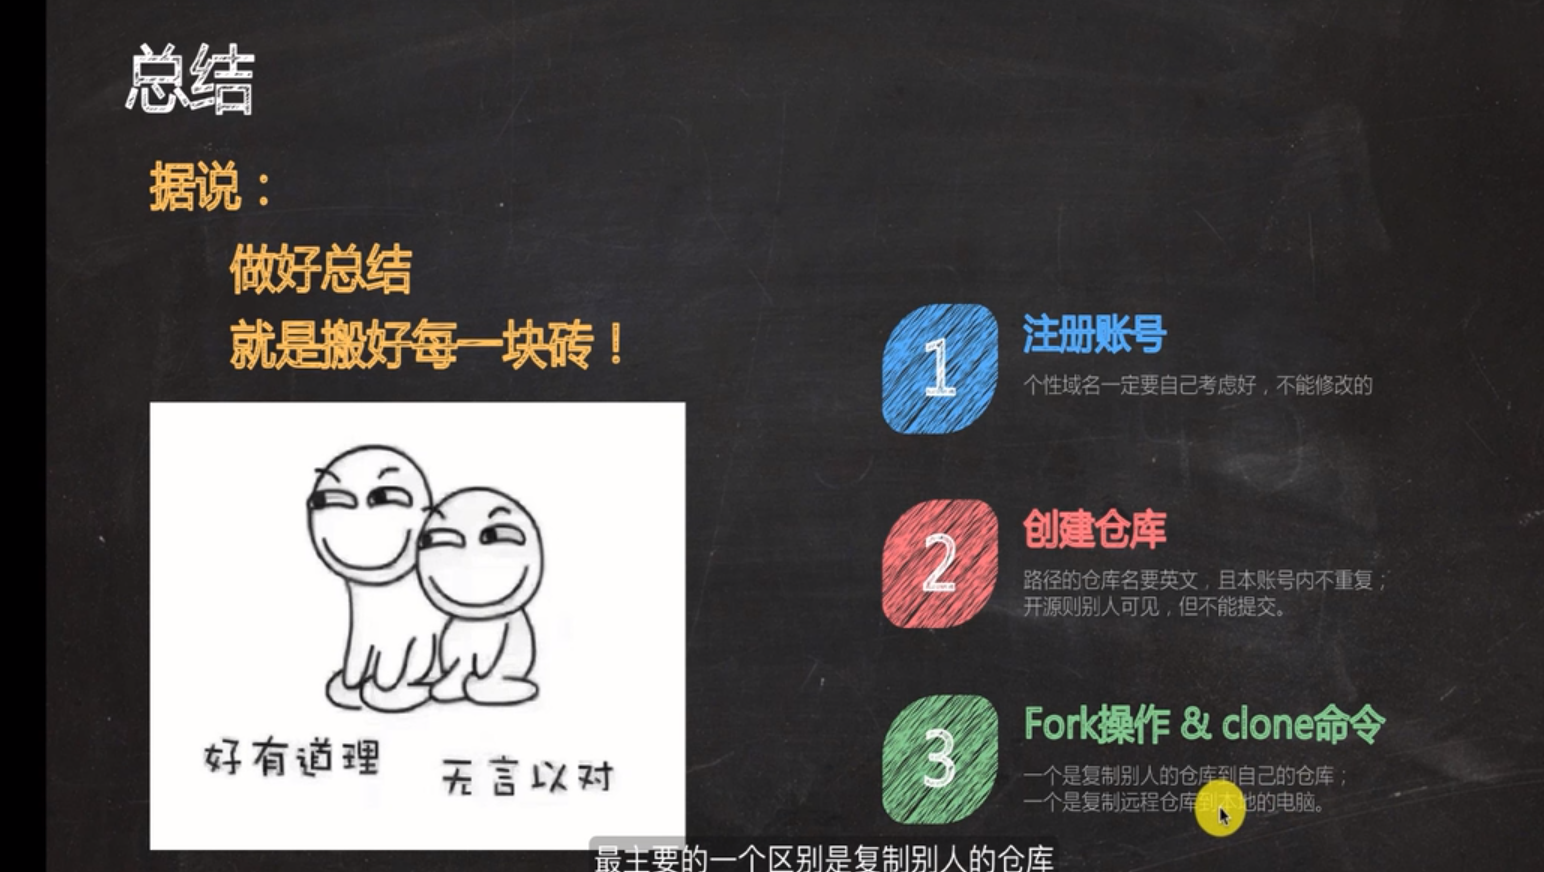 总结
据说：
做好总结
就是搬好每一块砖！
好有道理
无言以对
1
注册账号
个性域名一定要自己考虑好，不能修改的
2
创建仓库
路径的仓库名要英文，且本账号内不重复；
开源则别人可见，但不能提交。
3
Fork操作 & clone命令
一个是复制别人的仓库到自己的仓库；
一个是复制远程仓库到本地的电脑。
最主要的一个区别是复制别人的仓库